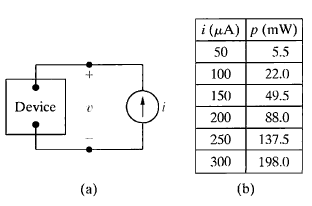 +
Device
v
i
−
(a)
i (μA) p (mW)
50 5.5
100 22.0
150 49.5
200 88.0
250 137.5
300 198.0
(b)